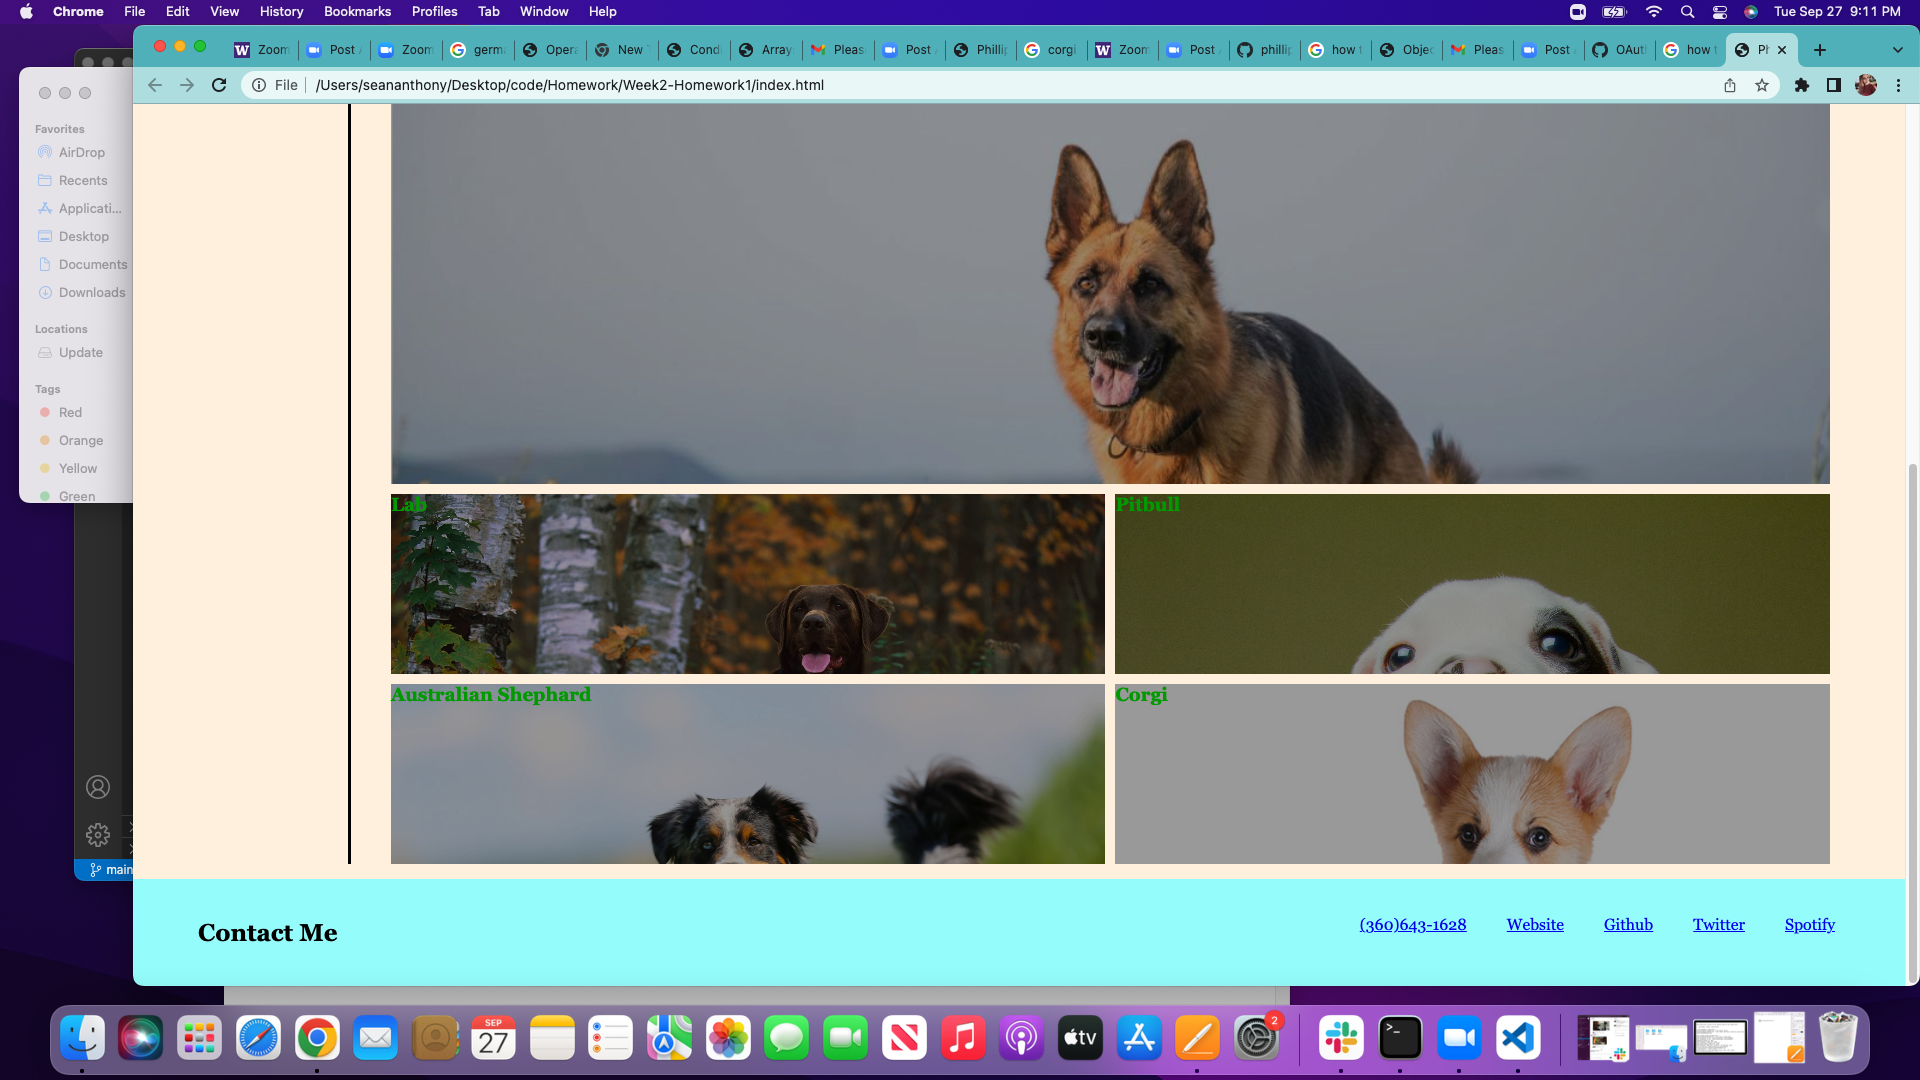 Chrome File Edit View History Bookmarks Profiles Tab Window Help Tue Sep 27 9:11 PM
Zoom Post Zoom germ Opera New Condi Array Pleas Post Phillip corgi Zoom Post phillip how t Objec Pleas Post OAut how t Ph
File /Users/seananthony/Desktop/code/Homework/Week2-Homework1/index.html
Favorites
AirDrop
Recents
Applicati...
Desktop
Documents
Downloads
Locations
Update
Tags
Red
Orange
Yellow
Green
main
Lab Pitbull
Australian Shephard Corgi
Contact Me (360)643-1628 Website Github Twitter Spotify
SEP
27
tv
2